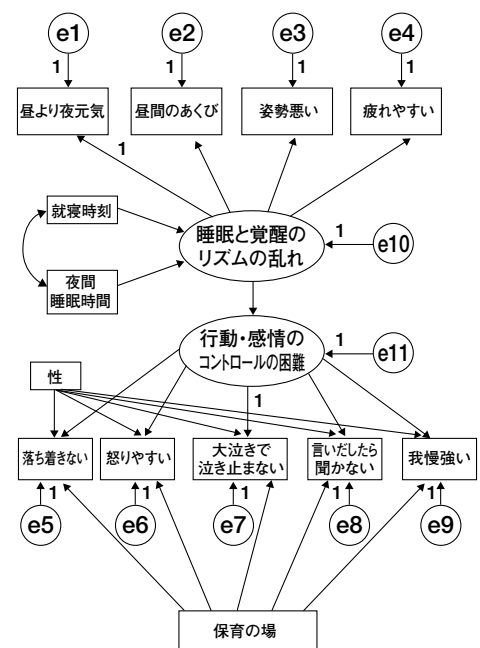 e1 e2 e3 e4
1 1 1 1
昼より夜元気 昼間のあくび 姿勢悪い 疲れやすい
1
就寝時刻
睡眠と覚醒の
リズムの乱れ
1
e10
夜間
睡眠時間
行動・感情の
コントロールの困難
1
e11
性
1
落ち着きない 怒りやすい
大泣きで
泣き止まない
言いだしたら
聞かない
我慢強い
1 1 1 1 1
e5 e6 e7 e8 e9
保育の場